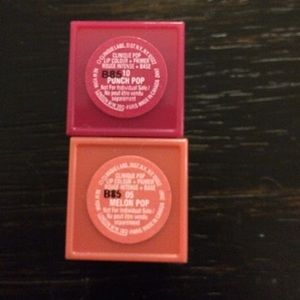 CLINIQUE POP
LIP COLOUR + PRIMER
ROUGE INTENSE + BASE
B85 10
PUNCH POP
Not For Individual Sale /
Ne peut être vendu
séparément
CLINIQUE POP
LIP COLOUR + PRIMER
ROUGE INTENSE + BASE
B85 05
MELON POP
Not For Individual Sale /
Ne peut être vendu
séparément